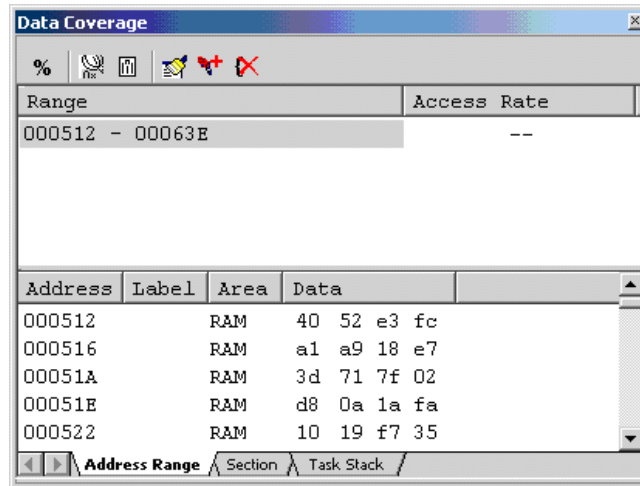 Data Coverage
%
Range Access Rate
000512 - 00063E --
Address Label Area Data
000512 RAM 40 52 e3 fc
000516 RAM a1 a9 18 e7
00051A RAM 3d 71 7f 02
00051E RAM d8 0a 1a fa
000522 RAM 10 19 f7 35
Address Range Section Task Stack